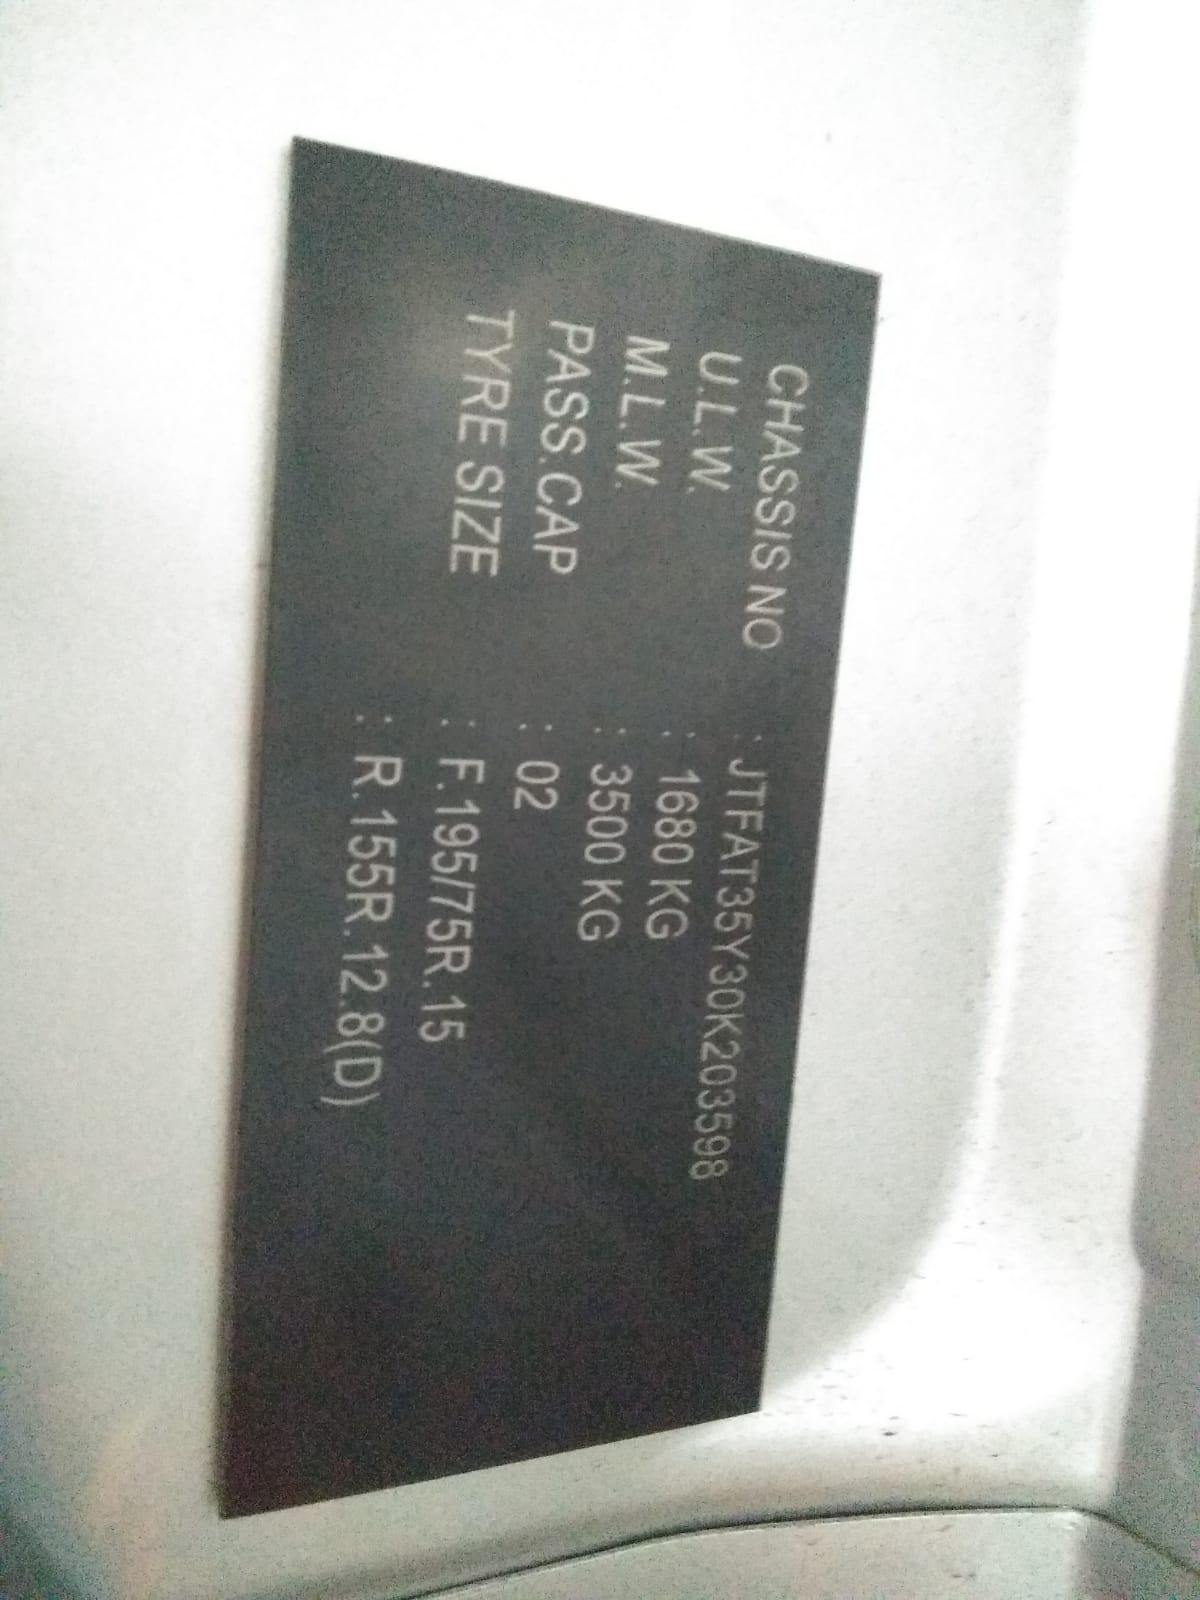 CHASSIS NO : JTFAT35Y30K203598
U.L.W. : 1680 KG
M.L.W. : 3500 KG
PASS.CAP : 02
TYRE SIZE : F.195/75R.15
: R.155R.12.8(D)